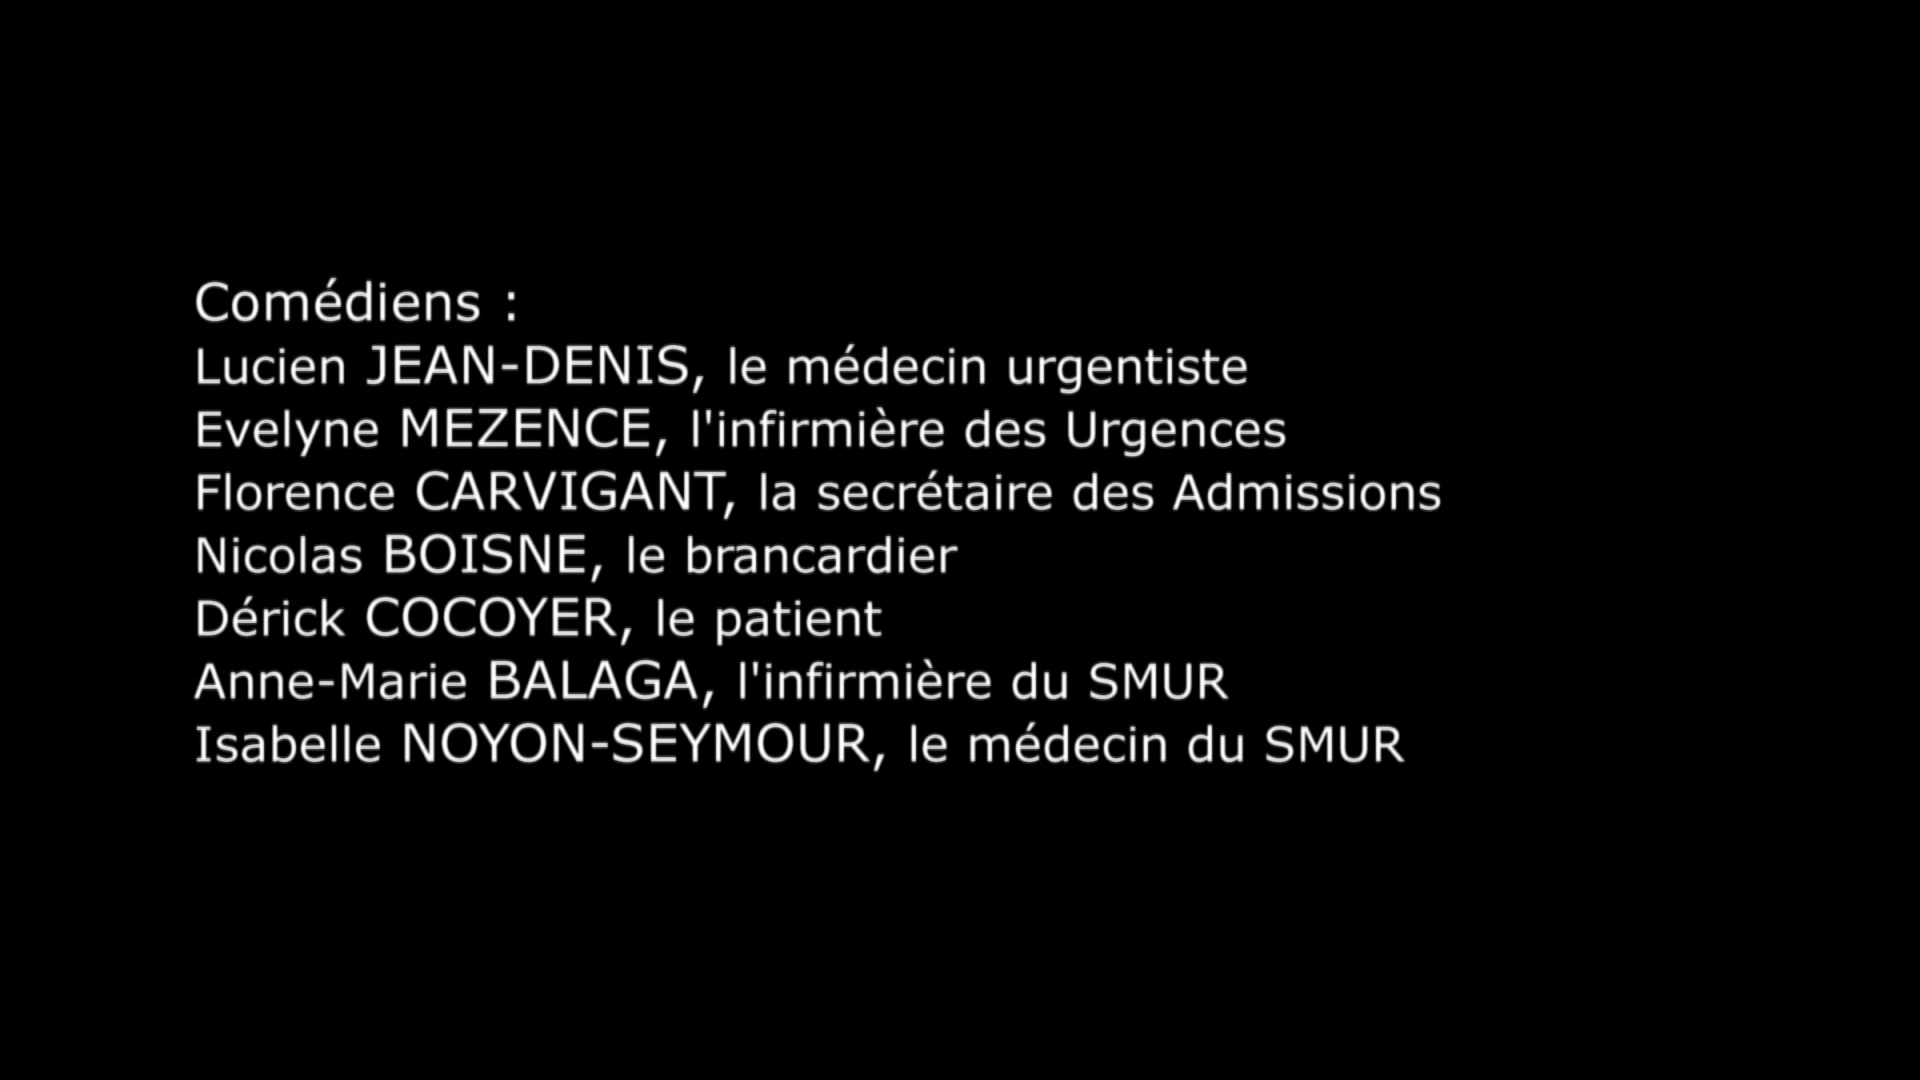 Comédiens :
Lucien JEAN-DENIS, le médecin urgentiste
Evelyne MEZENCE, l'infirmière des Urgences
Florence CARVIGANT, la secrétaire des Admissions
Nicolas BOISNE, le brancardier
Dérick COCOYER, le patient
Anne-Marie BALAGA, l'infirmière du SMUR
Isabelle NOYON-SEYMOUR, le médecin du SMUR